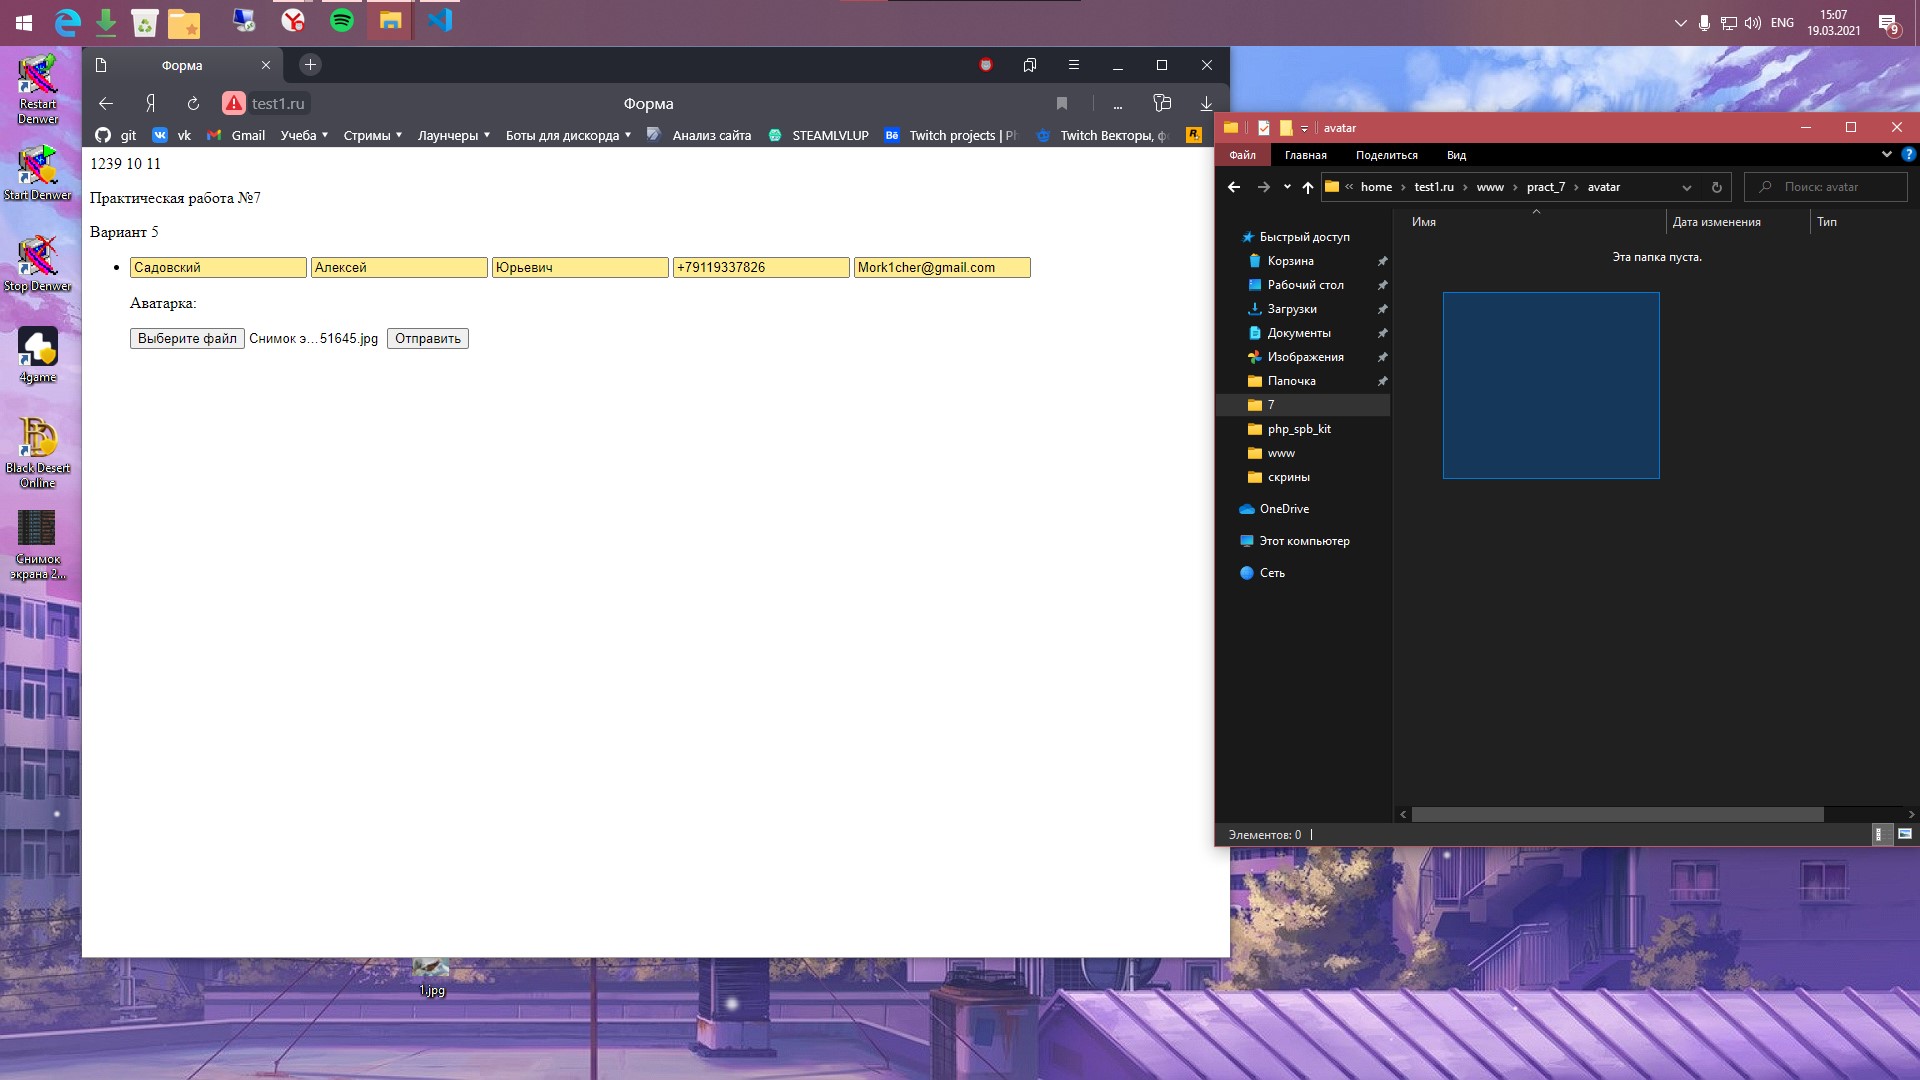 ENG
15:07
19.03.2021
9
Restart
Denwer
Start Denwer
Stop Denwer
4game
Black Desert
Online
Снимок
экрана 2...
1.jpg
Форма
test1.ru
Форма
git
vk
Gmail
Учеба
Стримы
Лаунчеры
Боты для дискорда
Анализ сайта
STEAMLVLUP
Twitch projects | Ph
Twitch Векторы, фо
1239 10 11
Практическая работа №7
Вариант 5
Садовский
Алексей
Юрьевич
+79119337826
Mork1cher@gmail.com
Аватарка:
Выберите файл
Снимок э...51645.jpg
Отправить
avatar
Файл
Главная
Поделиться
Вид
« home › test1.ru › www › pract_7 › avatar
Поиск: avatar
Имя
Дата изменения
Тип
Эта папка пуста.
Быстрый доступ
Корзина
Рабочий стол
Загрузки
Документы
Изображения
Папочка
7
php_spb_kit
www
скрины
OneDrive
Этот компьютер
Сеть
Элементов: 0